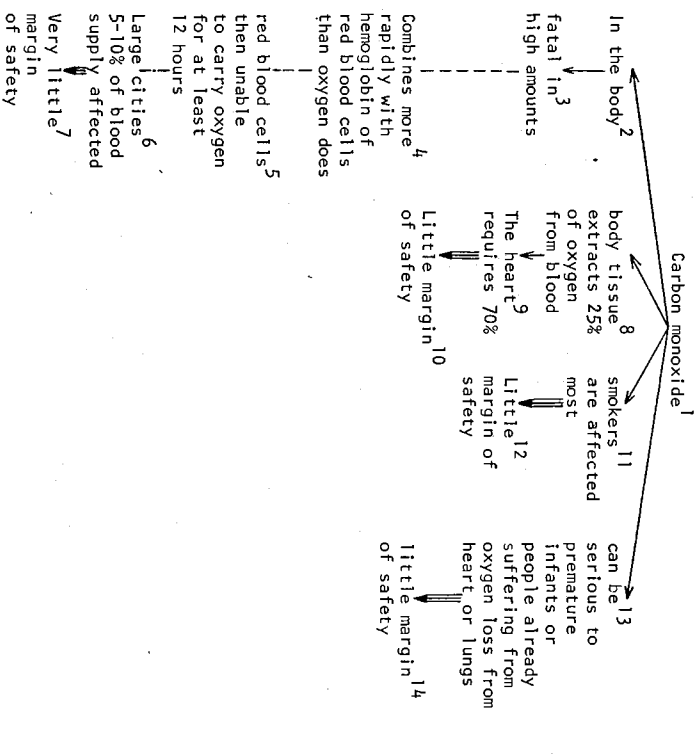 Carbon monoxide1
In the body2
fatal in3
high amounts
Combines more4
rapidly with
hemoglobin of
red blood cells
than oxygen does
red blood cells5
then unable
to carry oxygen
for at least
12 hours
Large cities6
5-10% of blood
supply affected
Very little7
margin
of safety
body tissue8
extracts 25%
of oxygen
from blood
The heart9
requires 70%
Little margin10
of safety
smokers11
are affected
most
Little12
margin of
safety
can be13
serious to
premature
infants or
people already
suffering from
oxygen loss from
heart or lungs
little margin14
of safety